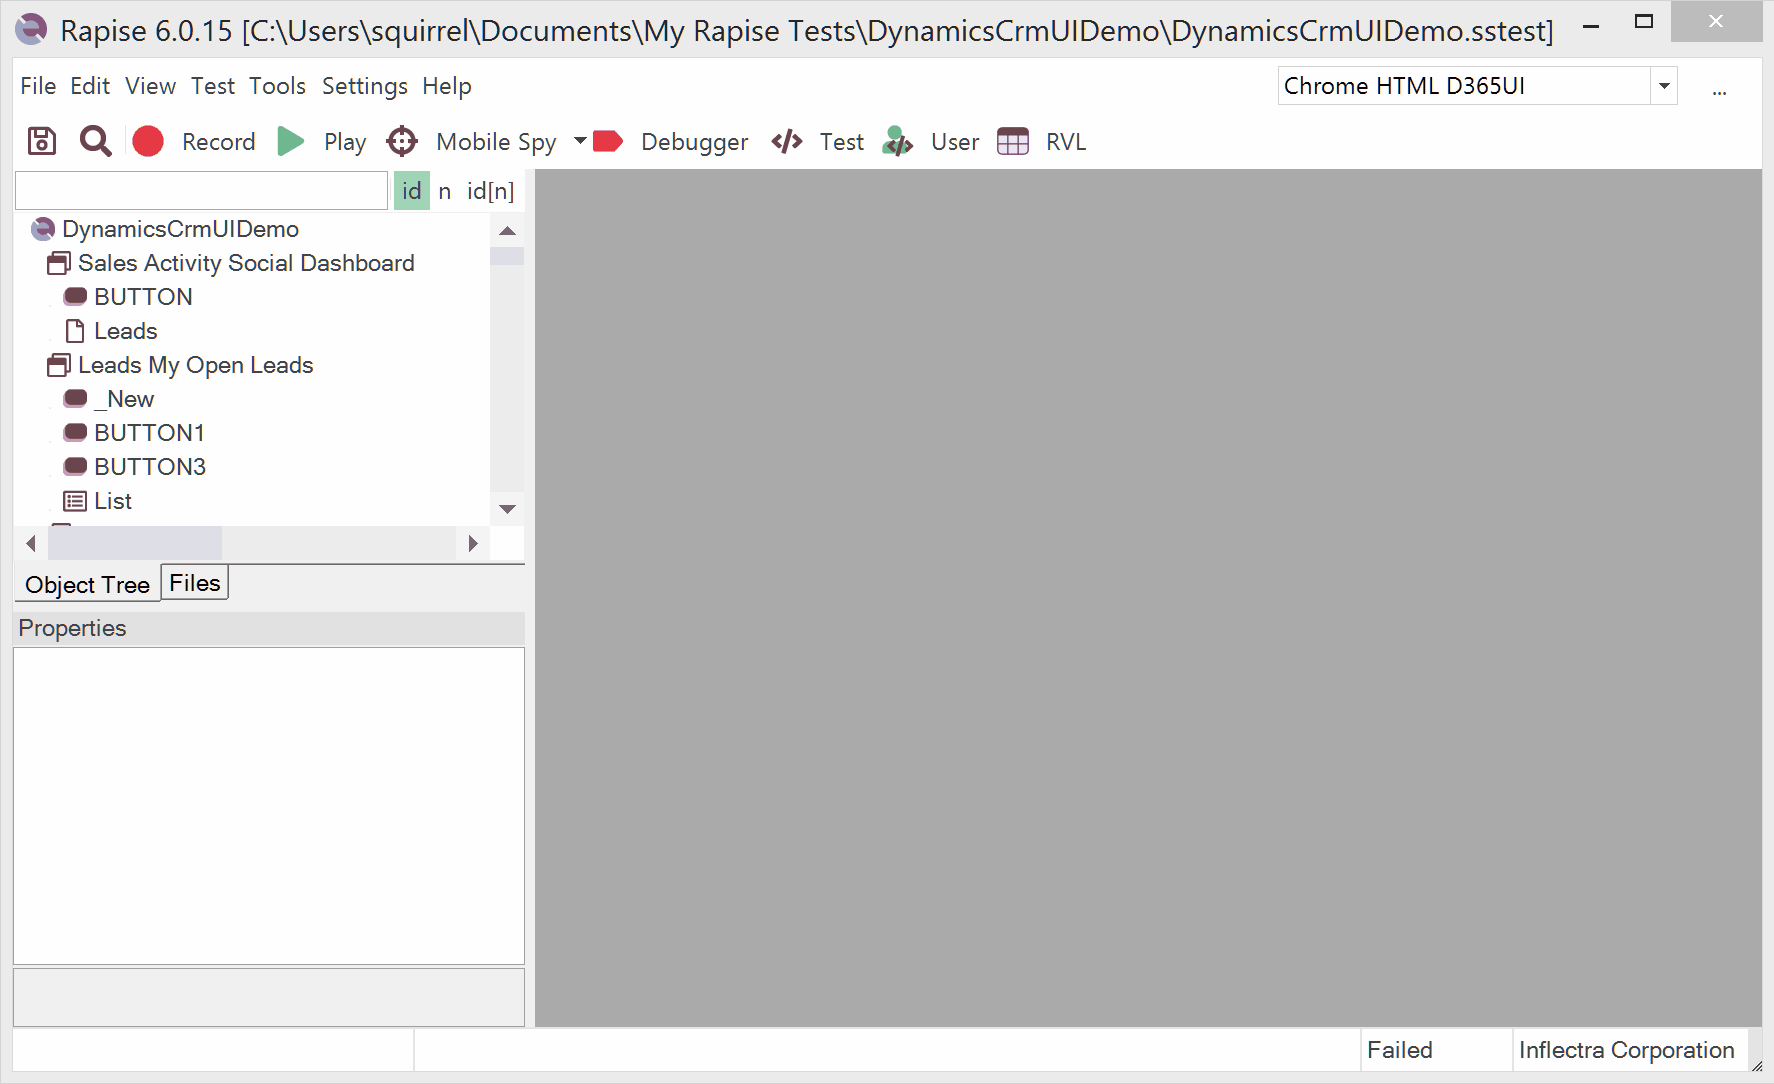 Rapise 6.0.15 [C:\Users\squirrel\Documents\My Rapise Tests\DynamicsCrmUIDemo\DynamicsCrmUIDemo.sstest]
File Edit View Test Tools Settings Help
Chrome HTML D365UI
...
Record Play Mobile Spy Debugger Test User RVL
id n id[n]
DynamicsCrmUIDemo
Sales Activity Social Dashboard
BUTTON
Leads
Leads My Open Leads
_New
BUTTON1
BUTTON3
List
Object Tree Files
Properties
Failed Inflectra Corporation